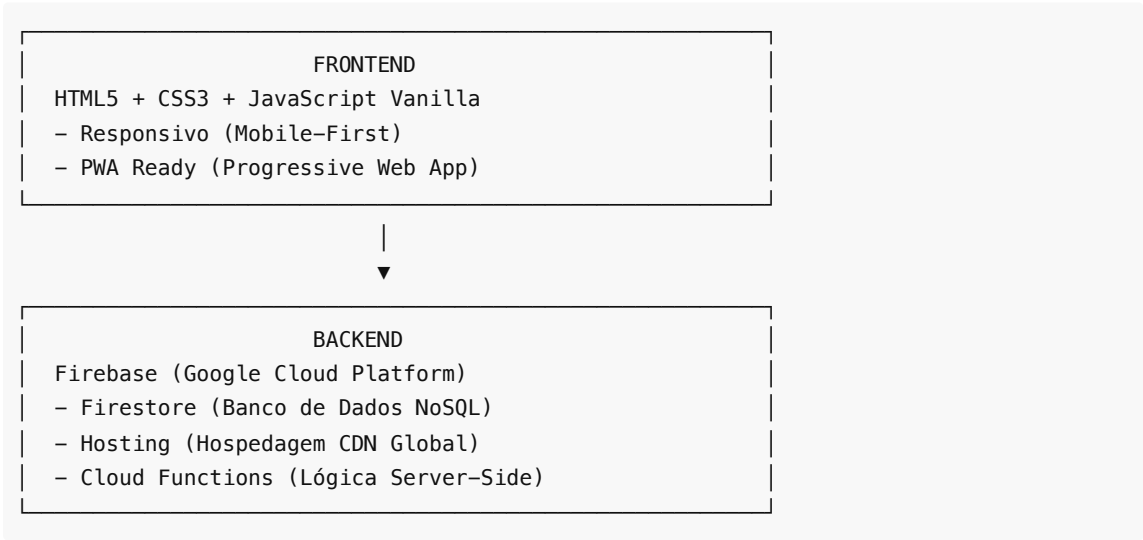 FRONTEND
HTML5 + CSS3 + JavaScript Vanilla
- Responsivo (Mobile-First)
- PWA Ready (Progressive Web App)
BACKEND
Firebase (Google Cloud Platform)
- Firestore (Banco de Dados NoSQL)
- Hosting (Hospedagem CDN Global)
- Cloud Functions (Lógica Server-Side)